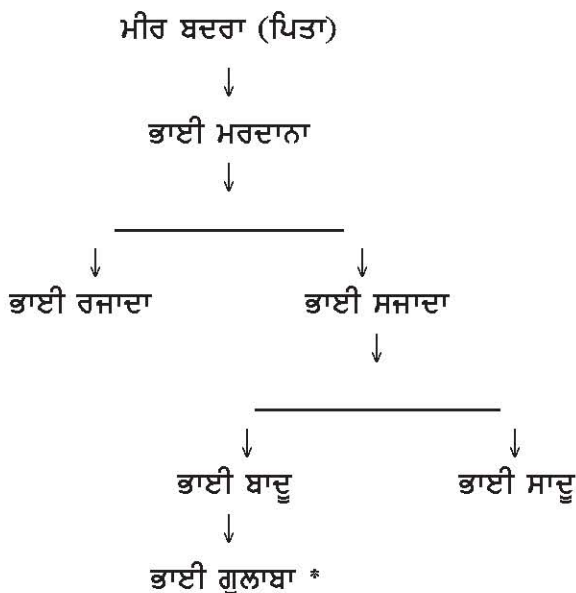 ਮੀਰ ਬਦਰਾ (ਪਿਤਾ)
↓
ਭਾਈ ਮਰਦਾਨਾ
↓
↓ ↓
ਭਾਈ ਰਜਾਦਾ ਭਾਈ ਸਜਾਦਾ
↓
↓ ↓
ਭਾਈ ਬਾਦੂ ਭਾਈ ਸਾਦੂ
↓
ਭਾਈ ਗੁਲਾਬਾ *